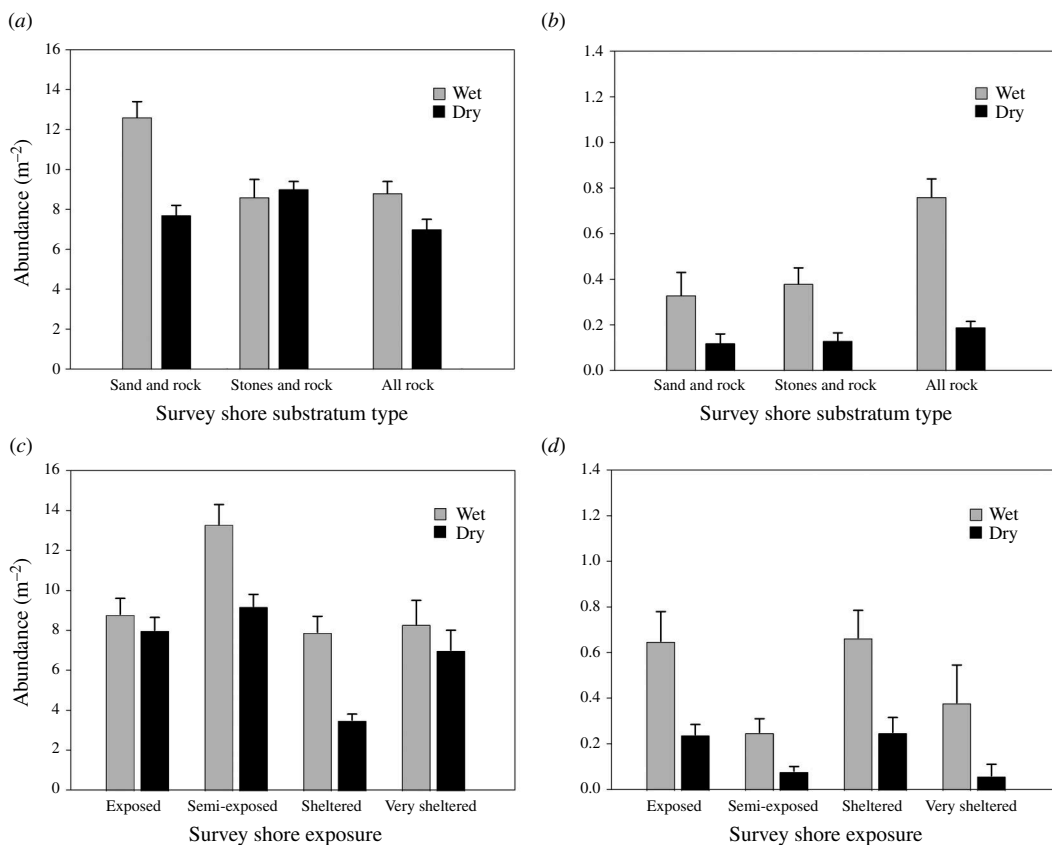 (a)
16
14
12
10
8
6
4
2
0
Abundance (m⁻²)
Wet
Dry
Sand and rock Stones and rock All rock
Survey shore substratum type
(b)
1.4
1.2
1.0
0.8
0.6
0.4
0.2
0.0
Wet
Dry
Sand and rock Stones and rock All rock
Survey shore substratum type
(c)
16
14
12
10
8
6
4
2
0
Abundance (m⁻²)
Wet
Dry
Exposed Semi-exposed Sheltered Very sheltered
Survey shore exposure
(d)
1.4
1.2
1.0
0.8
0.6
0.4
0.2
0.0
Wet
Dry
Exposed Semi-exposed Sheltered Very sheltered
Survey shore exposure